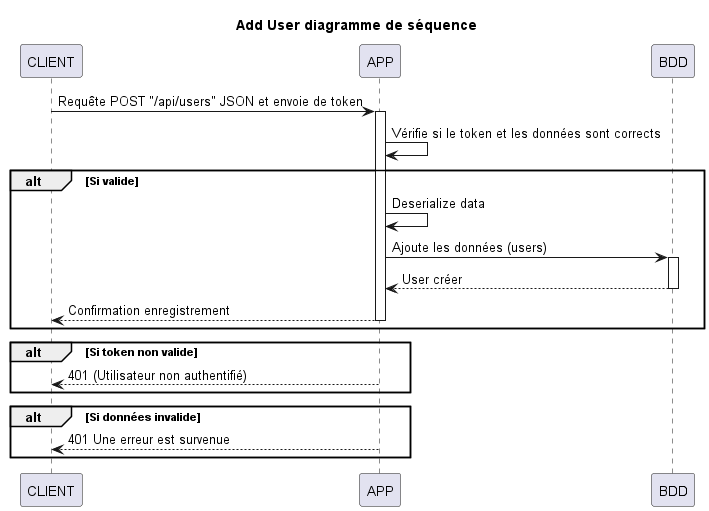 Add User diagramme de séquence
CLIENT APP BDD
Requête POST "/api/users" JSON et envoie de token
Vérifie si le token et les données sont corrects
alt [Si valide]
Deserialize data
Ajoute les données (users)
User créer
Confirmation enregistrement
alt [Si token non valide]
401 (Utilisateur non authentifié)
alt [Si données invalide]
401 Une erreur est survenue
CLIENT APP BDD